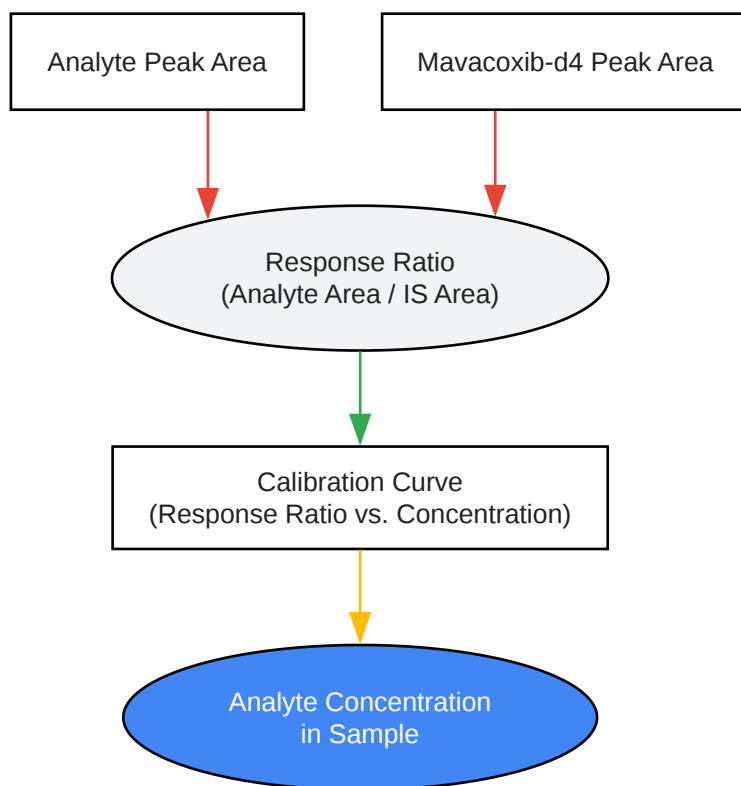 Analyte Peak Area
Mavacoxib-d4 Peak Area
Response Ratio
(Analyte Area / IS Area)
Calibration Curve
(Response Ratio vs. Concentration)
Analyte Concentration
in Sample